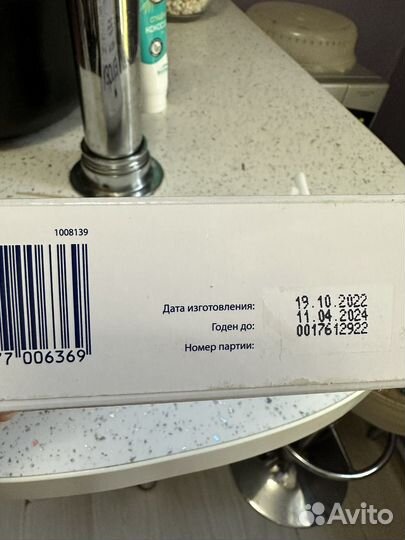 1008139
Дата изготовления: 19.10.2022
Годен до: 11.04.2024
Номер партии: 0017612922
7 006369
Avito